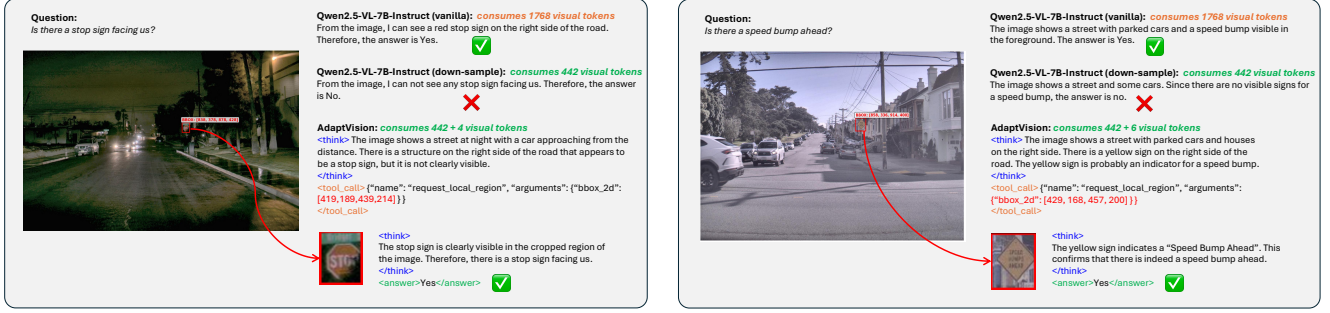 Question:
Is there a stop sign facing us?
BBOX: [838, 378, 878, 428]
Qwen2.5-VL-7B-Instruct (vanilla): consumes 1768 visual tokens
From the image, I can see a red stop sign on the right side of the road.
Therefore, the answer is Yes.
Qwen2.5-VL-7B-Instruct (down-sample): consumes 442 visual tokens
From the image, I can not see any stop sign facing us. Therefore, the answer
is No.
AdaptVision: consumes 442 + 4 visual tokens
<think> The image shows a street at night with a car approaching from the
distance. There is a structure on the right side of the road that appears to
be a stop sign, but it is not clearly visible.
</think>
<tool_call> {“name”: “request_local_region”, “arguments”: {“bbox_2d”:
[419,189,439,214] } }
</tool_call>
STOP
<think>
The stop sign is clearly visible in the cropped region of
the image. Therefore, there is a stop sign facing us.
</think>
<answer>Yes</answer>
Question:
Is there a speed bump ahead?
BBOX: [858, 336, 914, 400]
Qwen2.5-VL-7B-Instruct (vanilla): consumes 1768 visual tokens
The image shows a street with parked cars and a speed bump visible in
the foreground. The answer is Yes.
Qwen2.5-VL-7B-Instruct (down-sample): consumes 442 visual tokens
The image shows a street and some cars. Since there are no visible signs for
a speed bump, the answer is no.
AdaptVision: consumes 442 + 6 visual tokens
<think> The image shows a street with parked cars and houses
on the right side. There is a yellow sign on the right side of the
road. The yellow sign is probably an indicator for a speed bump.
</think>
<tool_call> {“name”: “request_local_region”, “arguments”:
{“bbox_2d”: [429, 168, 457, 200] } }
</tool_call>
SPEED
BUMP
AHEAD
<think>
The yellow sign indicates a “Speed Bump Ahead”. This
confirms that there is indeed a speed bump ahead.
</think>
<answer>Yes</answer>